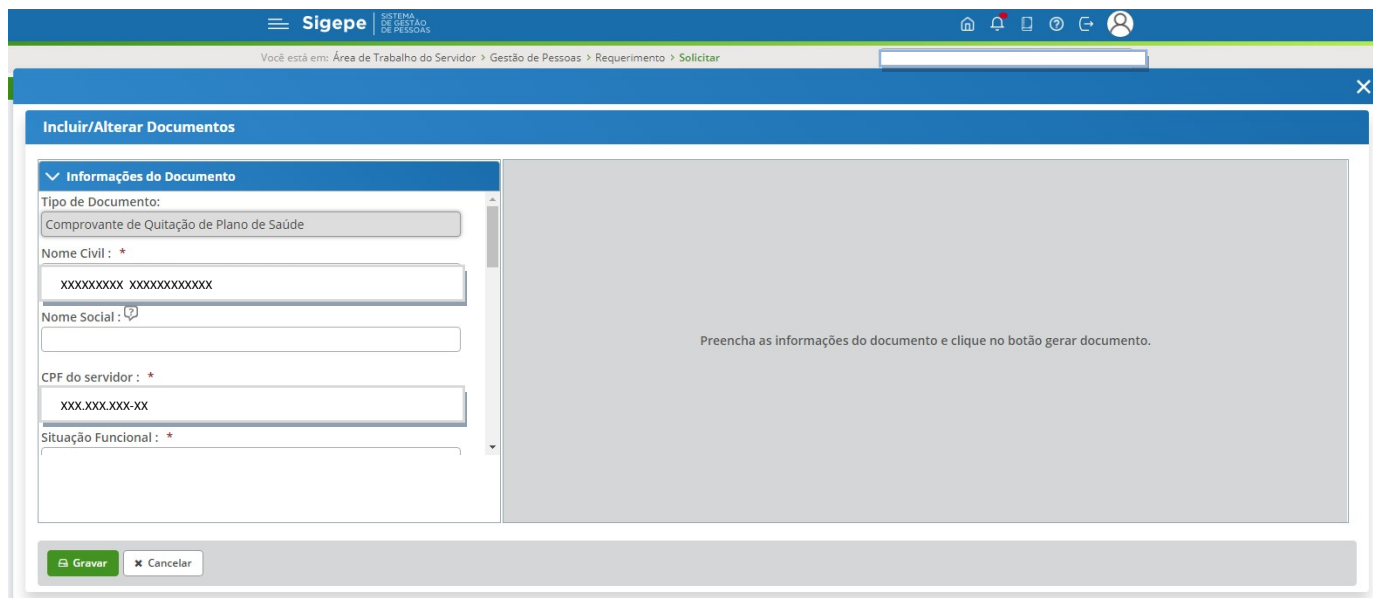 Sigepe
SISTEMA
DE GESTÃO
DE PESSOAS
Você está em: Área de Trabalho do Servidor > Gestão de Pessoas > Requerimento > Solicitar
Incluir/Alterar Documentos
Informações do Documento
Tipo de Documento:
Comprovante de Quitação de Plano de Saúde
Nome Civil : *
XXXXXXXXX XXXXXXXXXXXX
Nome Social :
CPF do servidor : *
XXX.XXX.XXX-XX
Situação Funcional : *
Preencha as informações do documento e clique no botão gerar documento.
Gravar
Cancelar